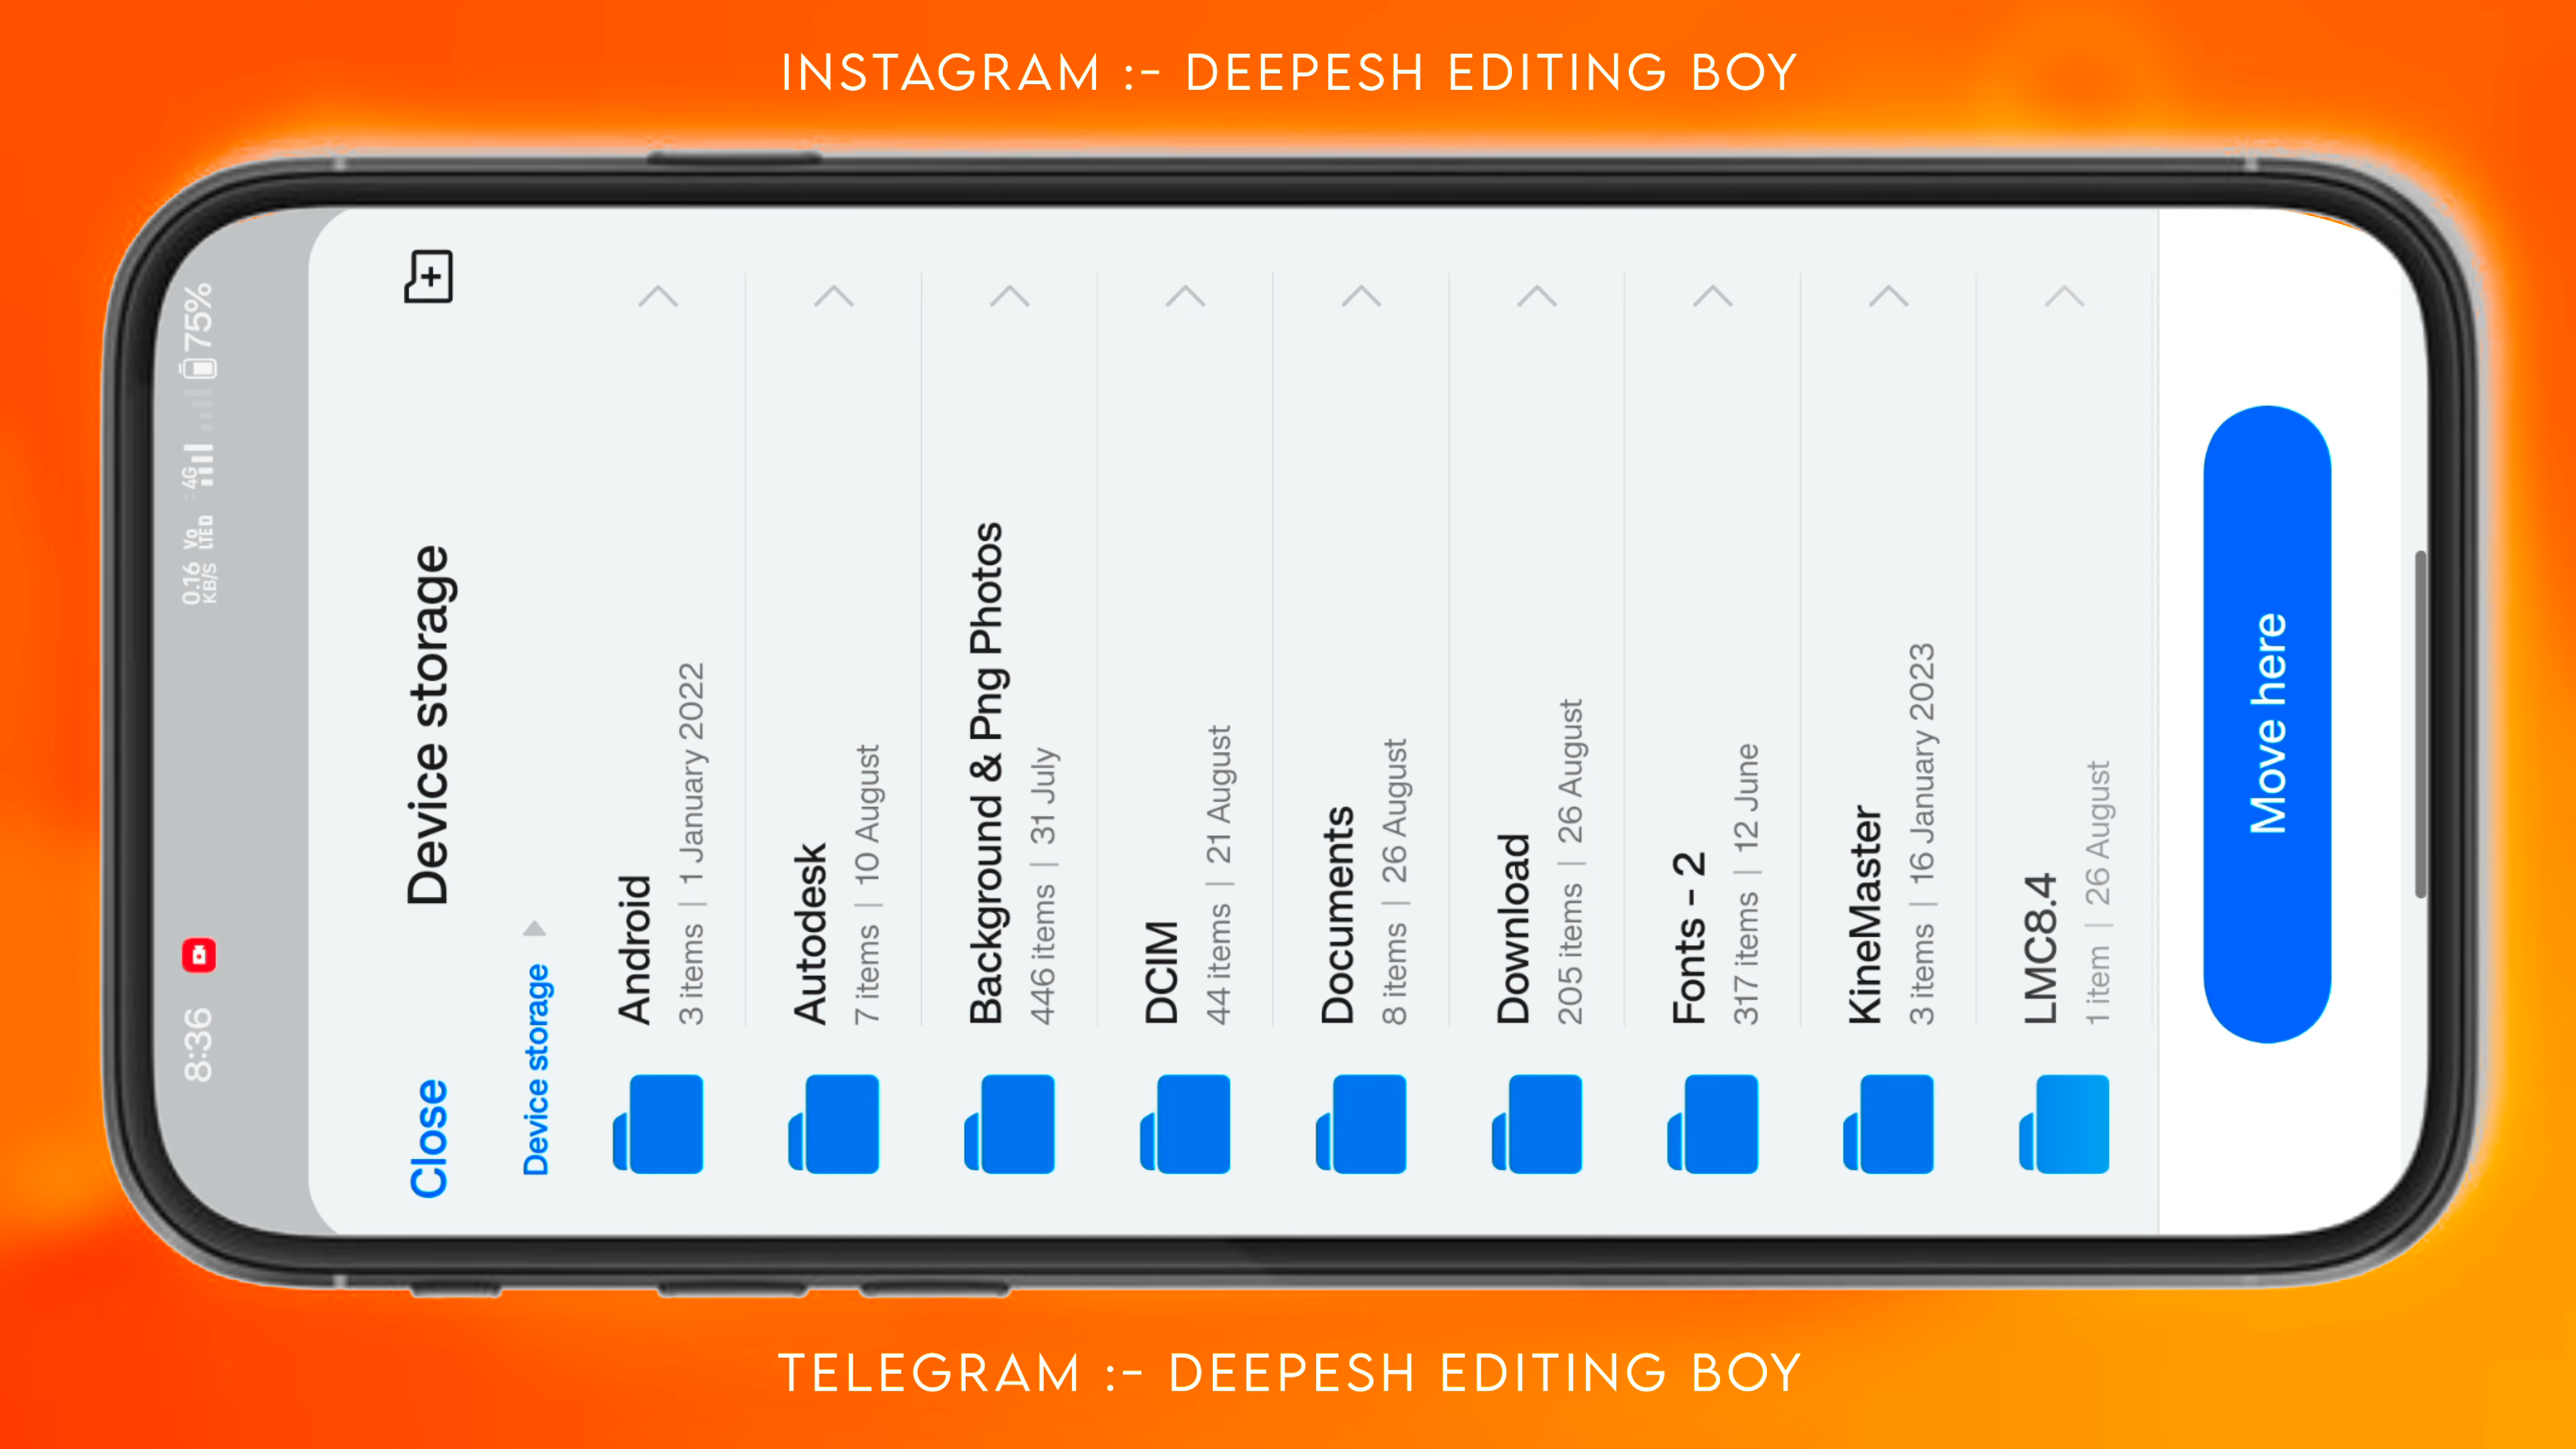 INSTAGRAM :- DEEPESH EDITING BOY
8:36
0.16 KB/S Vo LTED 4G 75%
Close Device storage
Device storage
Android
3 items | 1 January 2022
Autodesk
7 items | 10 August
Background & Png Photos
446 items | 31 July
DCIM
44 items | 21 August
Documents
8 items | 26 August
Download
205 items | 26 August
Fonts - 2
317 items | 12 June
KineMaster
3 items | 16 January 2023
LMC8.4
1 item | 26 August
Move here
TELEGRAM :- DEEPESH EDITING BOY